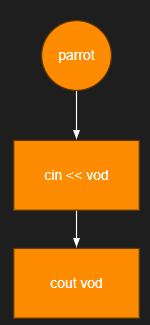 parrot
cin << vod
cout vod